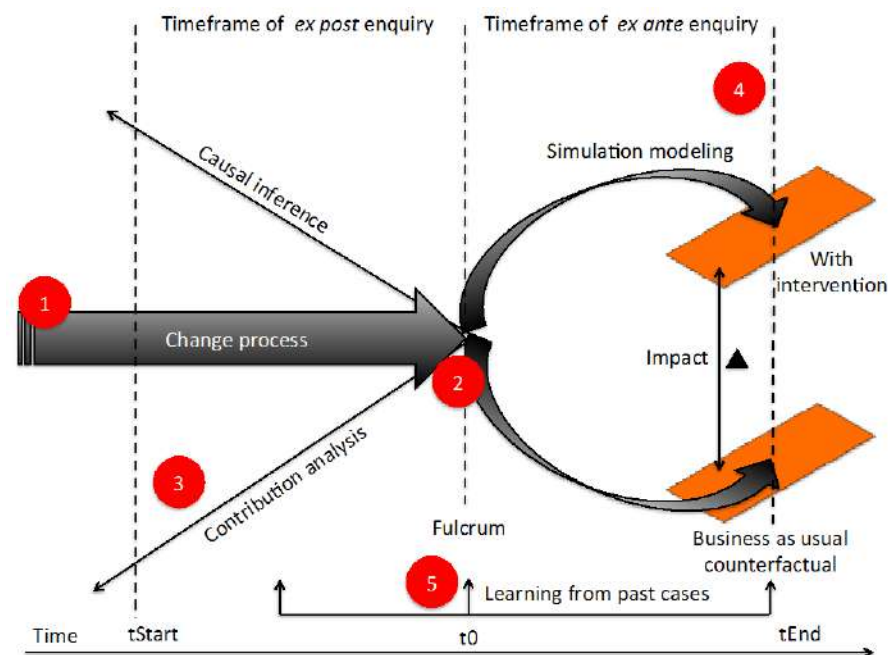 Timeframe of ex post enquiry
Timeframe of ex ante enquiry
4
Causal inference
Simulation modeling
1
With
intervention
Change process
Impact
2
3
Contribution analysis
Fulcrum
Business as usual
counterfactual
5
Learning from past cases
Time
tStart
t0
tEnd